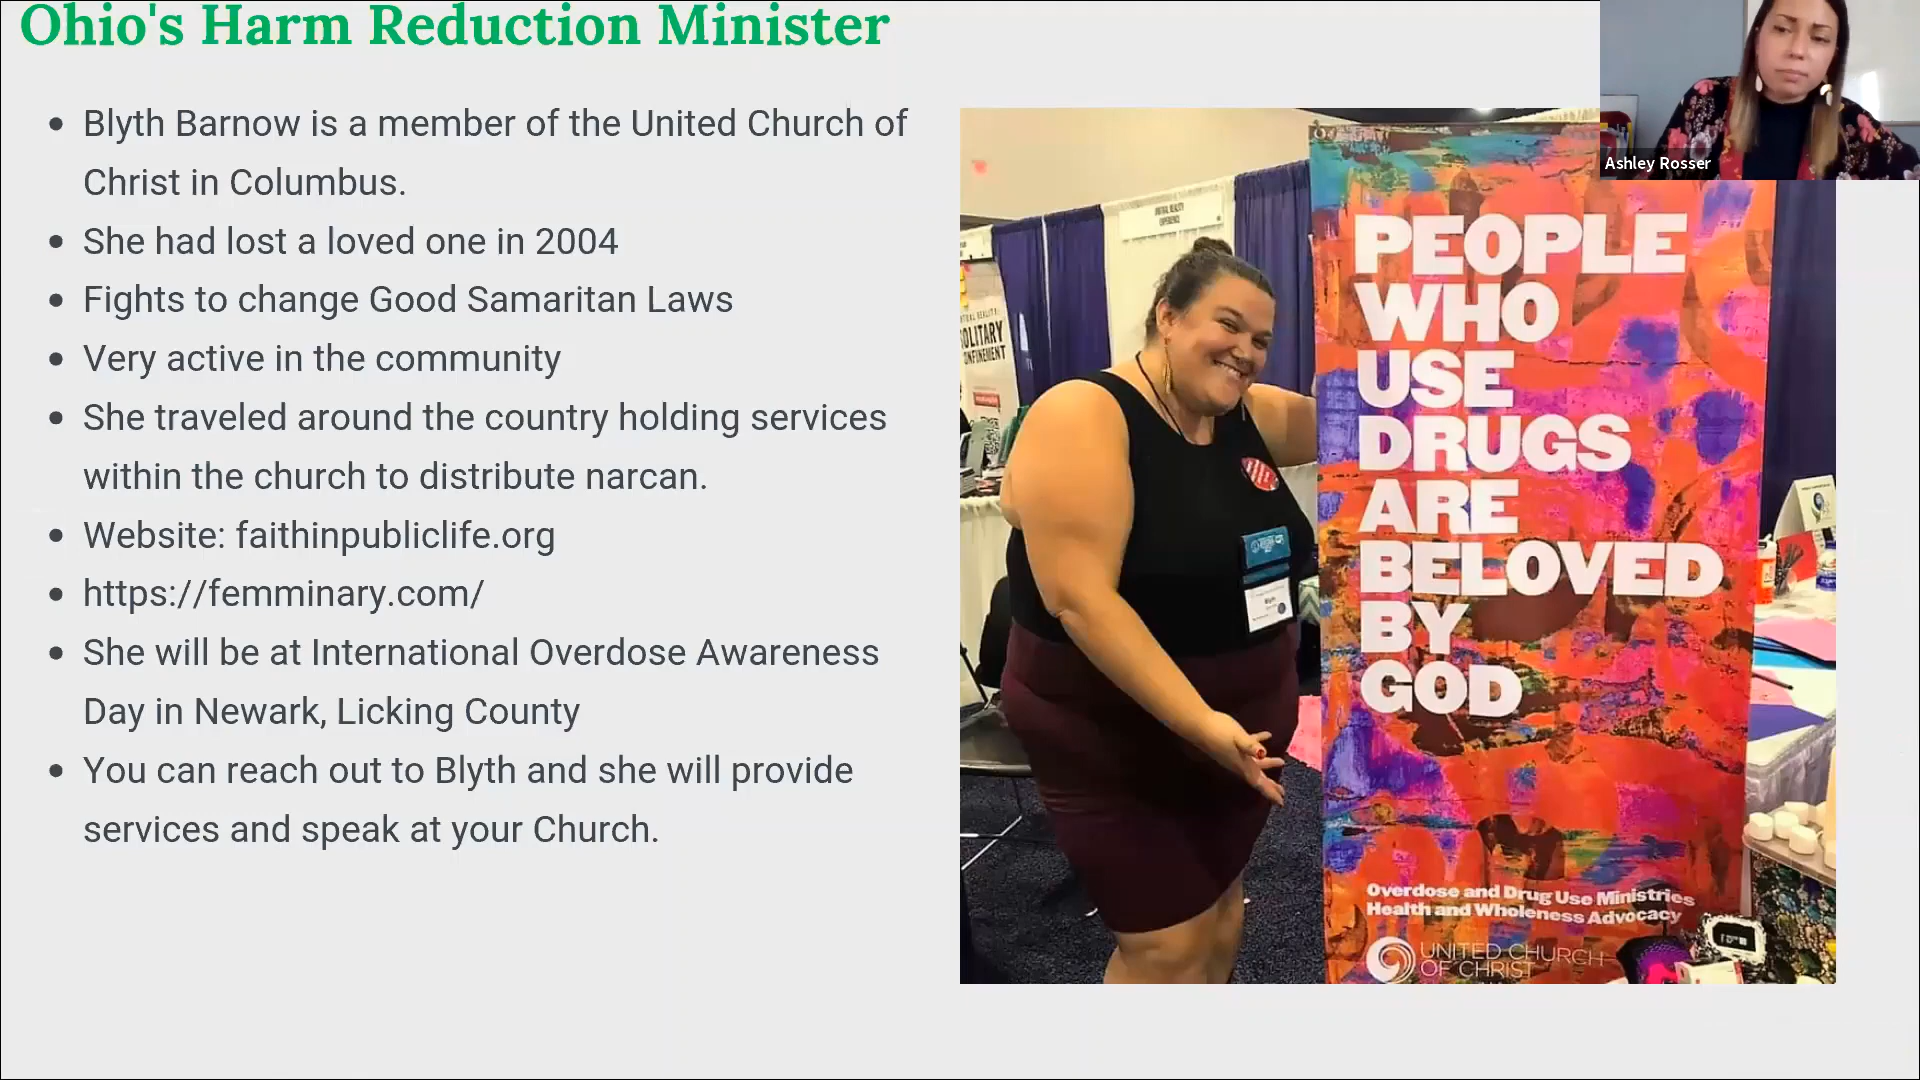 Ohio's Harm Reduction Minister
Blyth Barnow is a member of the United Church of
Christ in Columbus.
She had lost a loved one in 2004
Fights to change Good Samaritan Laws
Very active in the community
She traveled around the country holding services
within the church to distribute narcan.
Website: faithinpubliclife.org
https://femminary.com/
She will be at International Overdose Awareness
Day in Newark, Licking County
You can reach out to Blyth and she will provide
services and speak at your Church.
Ashley Rosser
VIRTUAL REALITY
EXPERIENCE
REALITY:
SOLITARY
CONFINEMENT
PEOPLE
WHO
USE
DRUGS
ARE
BELOVED
BY
GOD
Overdose and Drug Use Ministries
Health and Wholeness Advocacy
UNITED CHURCH
OF CHRIST
Blyth